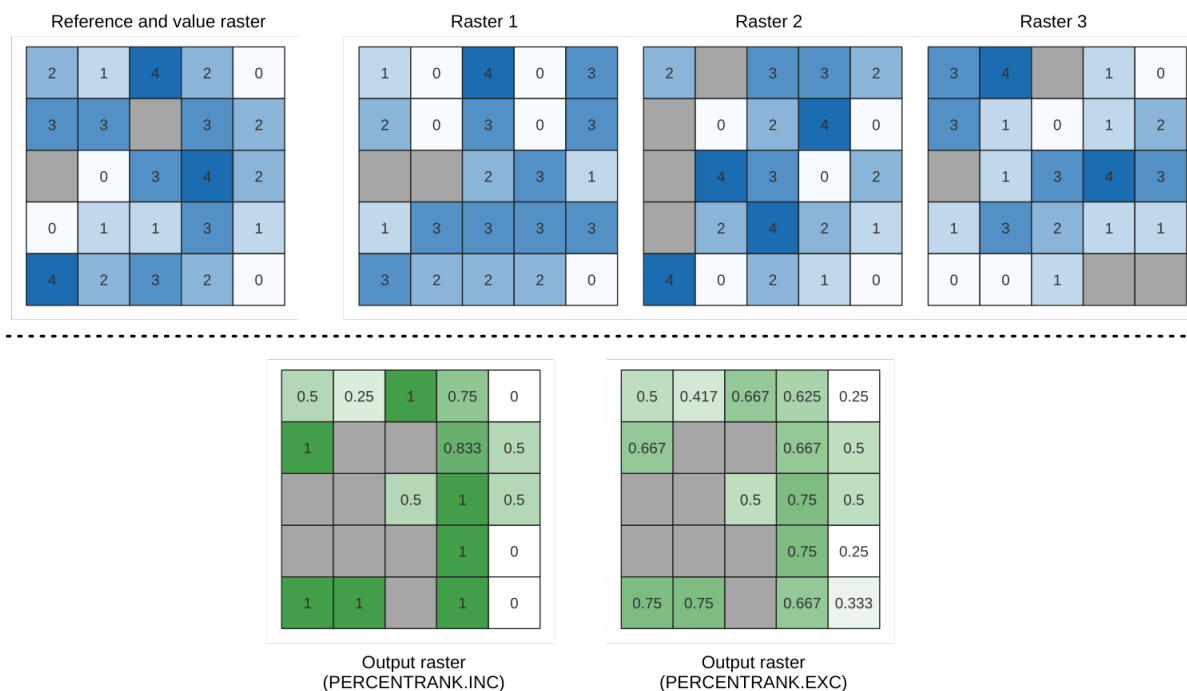 Reference and value raster
Raster 1
Raster 2
Raster 3
2 1 4 2 0
1 0 4 0 3
2 3 3 2
3 4 1 0
3 3 3 2
2 0 3 0 3
0 2 4 0
3 1 0 1 2
0 3 4 2
2 3 1
4 3 0 2
1 3 4 3
0 1 1 3 1
1 3 3 3 3
2 4 2 1
1 3 2 1 1
4 2 3 2 0
3 2 2 2 0
4 0 2 1 0
0 0 1
0.5 0.25 1 0.75 0
0.5 0.417 0.667 0.625 0.25
1 0.833 0.5
0.667 0.667 0.5
0.5 1 0.5
0.5 0.75 0.5
1 0
0.75 0.25
1 1 1 0
0.75 0.75 0.667 0.333
Output raster
(PERCENTRANK.INC)
Output raster
(PERCENTRANK.EXC)